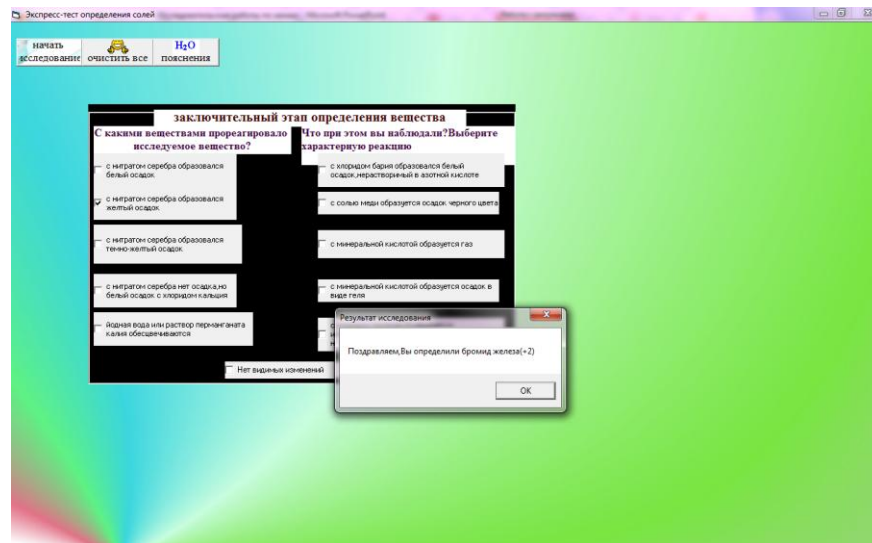 Экспресс-тест определения солей
начать
исследование
очистить все
H₂O
пояснения
заключительный этап определения вещества
С какими веществами прореагировало
исследуемое вещество?
Что при этом вы наблюдали?Выберите
характерную реакцию
с нитратом серебра образовался
белый осадок
с хлоридом бария образовался белый
осадок,нерастворимый в азотной кислоте
с нитратом серебра образовался
желтый осадок
с солью меди образуется осадок черного цвета
с нитратом серебра образовался
темно-желтый осадок
с минеральной кислотой образуется газ
с нитратом серебра нет осадка,но
белый осадок с хлоридом кальция
с минеральной кислотой образуется осадок в
виде геля
йодная вода или раствор перманганата
калия обесцвечиваются
Нет видимых изменений
Результат исследования
Поздравляем,Вы определили бромид железа(+2)
OK